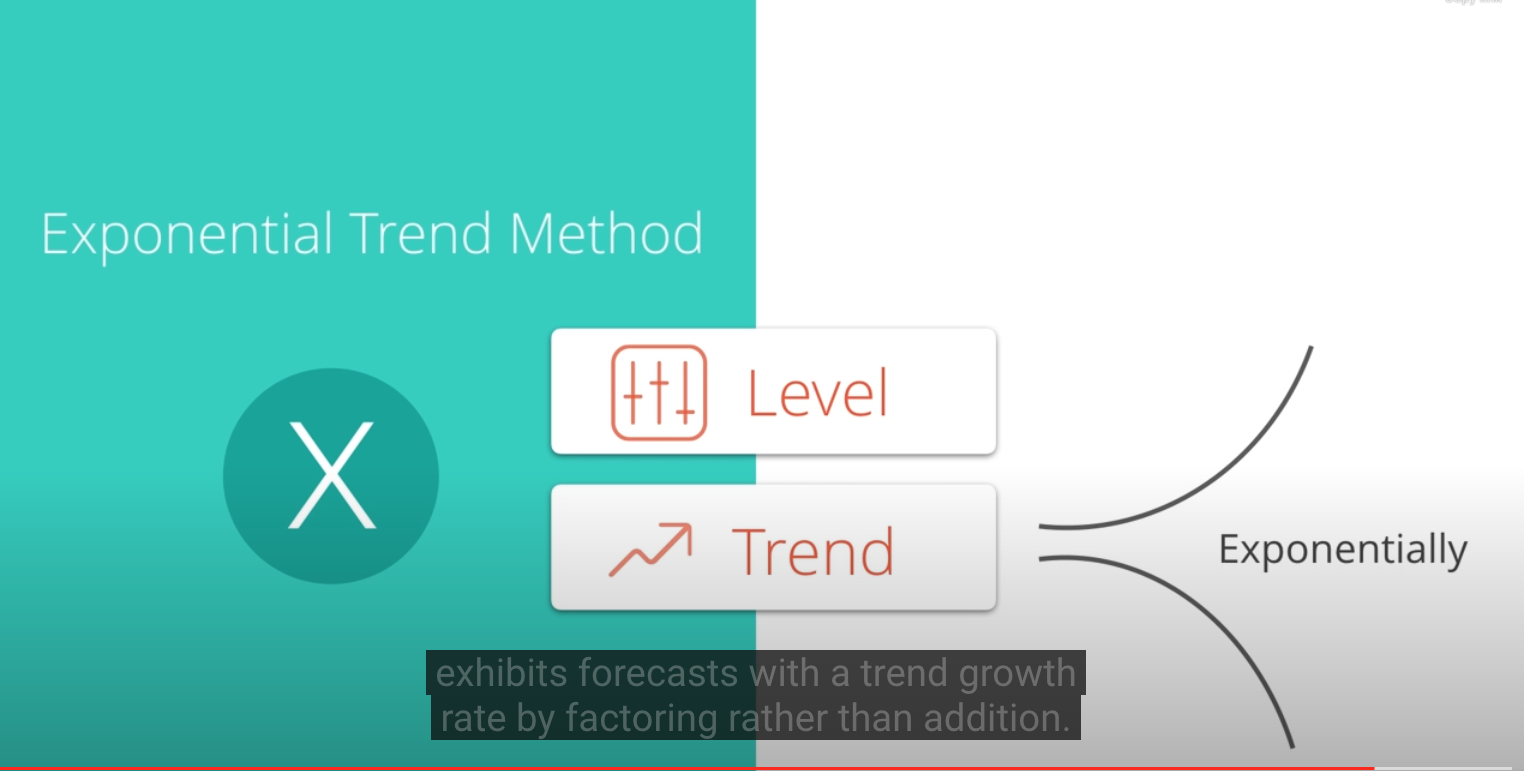 Exponential Trend Method
X
Level
Trend
Exponentially
exhibits forecasts with a trend growth
rate by factoring rather than addition.